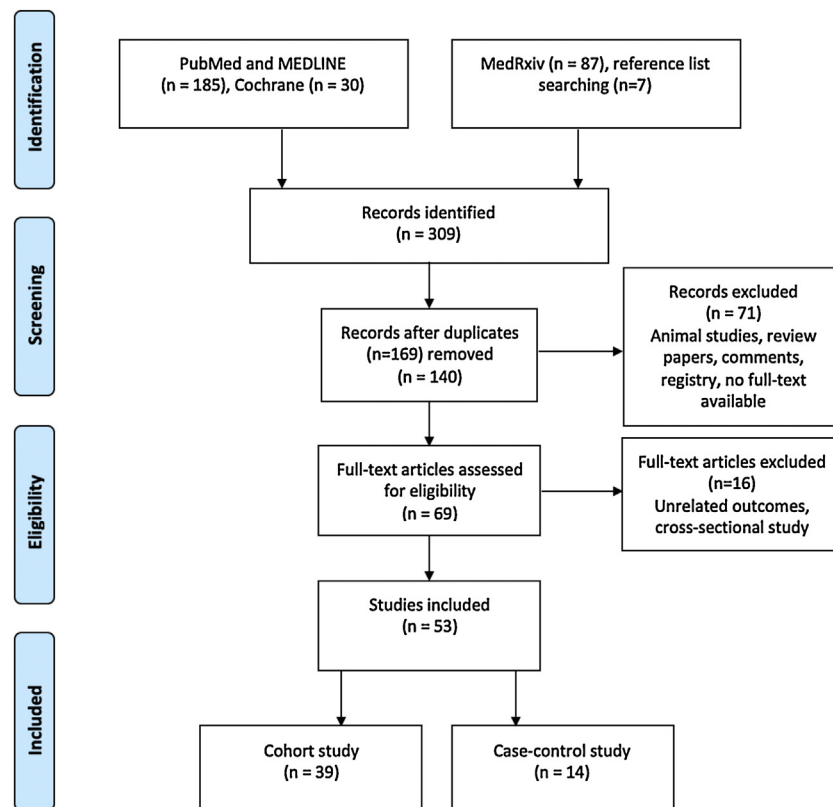 Identification
PubMed and MEDLINE
(n = 185), Cochrane (n = 30)
MedRxiv (n = 87), reference list
searching (n=7)
Records identified
(n = 309)
Screening
Records after duplicates
(n=169) removed
(n = 140)
Records excluded
(n = 71)
Animal studies, review
papers, comments,
registry, no full-text
available
Eligibility
Full-text articles assessed
for eligibility
(n = 69)
Full-text articles excluded
(n=16)
Unrelated outcomes,
cross-sectional study
Studies included
(n = 53)
Included
Cohort study
(n = 39)
Case-control study
(n = 14)